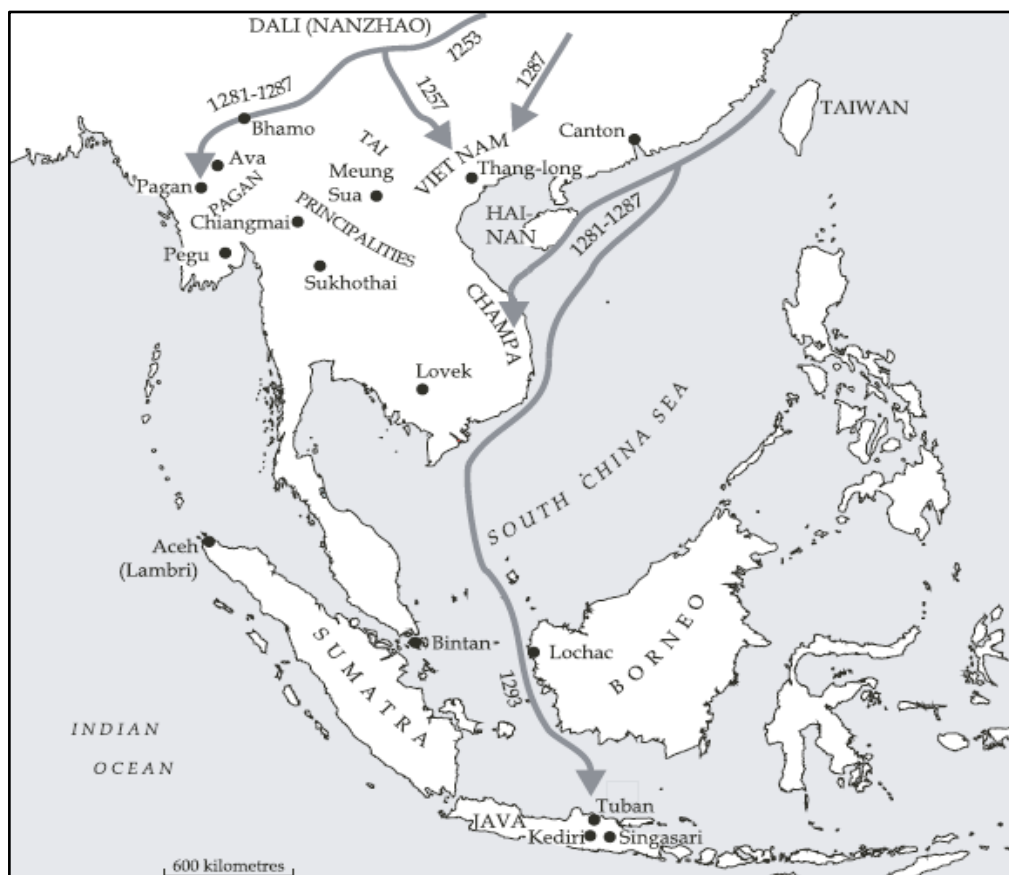 DALI (NANZHAO)
1253
1281-1287
1257
1287
TAIWAN
Bhamo
Canton
TAI
VIET NAM
Ava
Meung
Sua
Thang-long
Pagan
PAGAN
Chiangmai
PRINCIPALITIES
HAI-
NAN
1281-1287
Pegu
Sukhothai
CHAMPA
Lovek
SOUTH CHINA SEA
Aceh
(Lambri)
SUMATRA
Bintan
Lochac
BORNEO
1293
INDIAN
OCEAN
Tuban
JAVA
Kediri
Singasari
600 kilometres